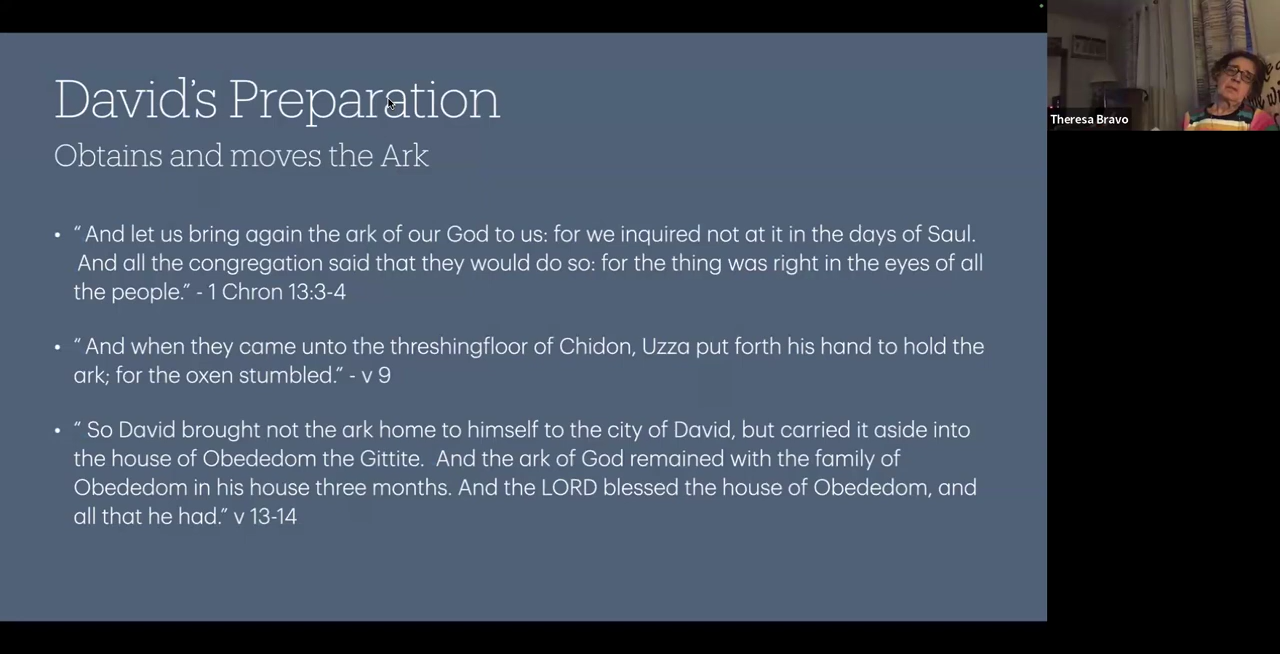 David's Preparation
Obtains and moves the Ark
• “ And let us bring again the ark of our God to us: for we inquired not at it in the days of Saul.
And all the congregation said that they would do so: for the thing was right in the eyes of all
the people.” - 1 Chron 13:3-4
• “ And when they came unto the threshingfloor of Chidon, Uzza put forth his hand to hold the
ark; for the oxen stumbled.” - v 9
• “ So David brought not the ark home to himself to the city of David, but carried it aside into
the house of Obededom the Gittite.  And the ark of God remained with the family of
Obededom in his house three months. And the LORD blessed the house of Obededom, and
all that he had.” v 13-14
Theresa Bravo